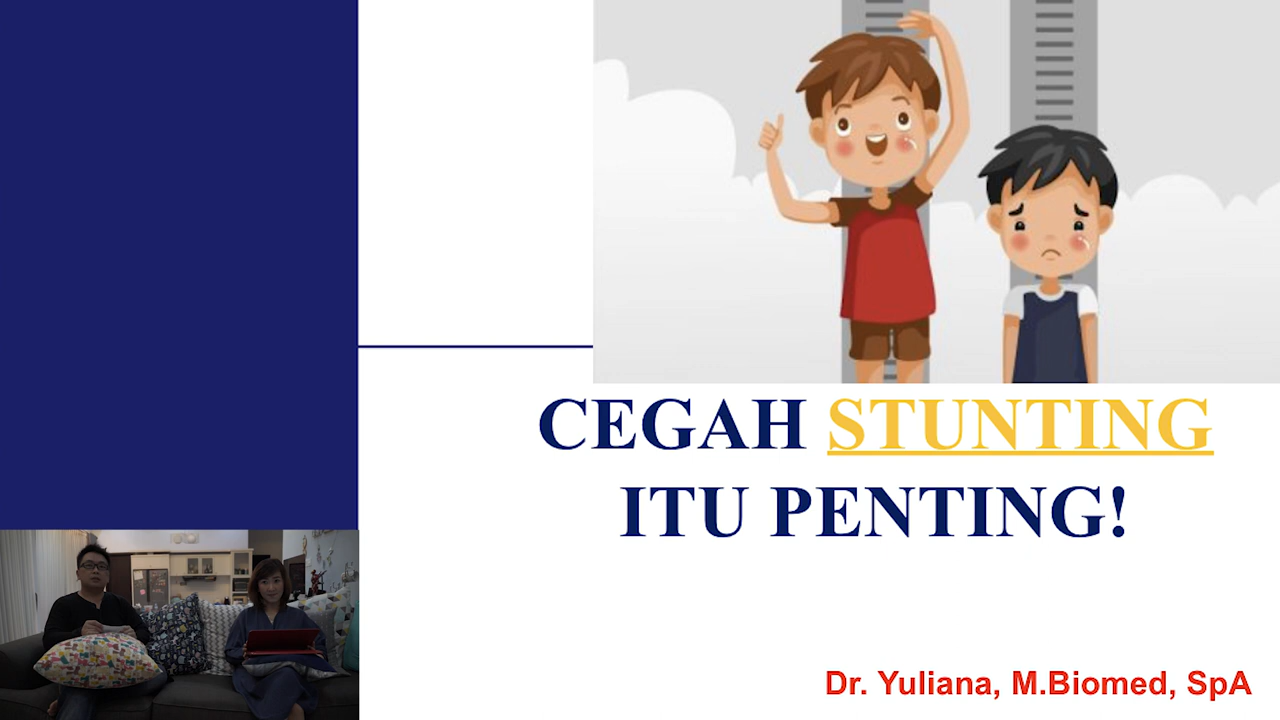 CEGAH STUNTING
ITU PENTING!
Dr. Yuliana, M.Biomed, SpA